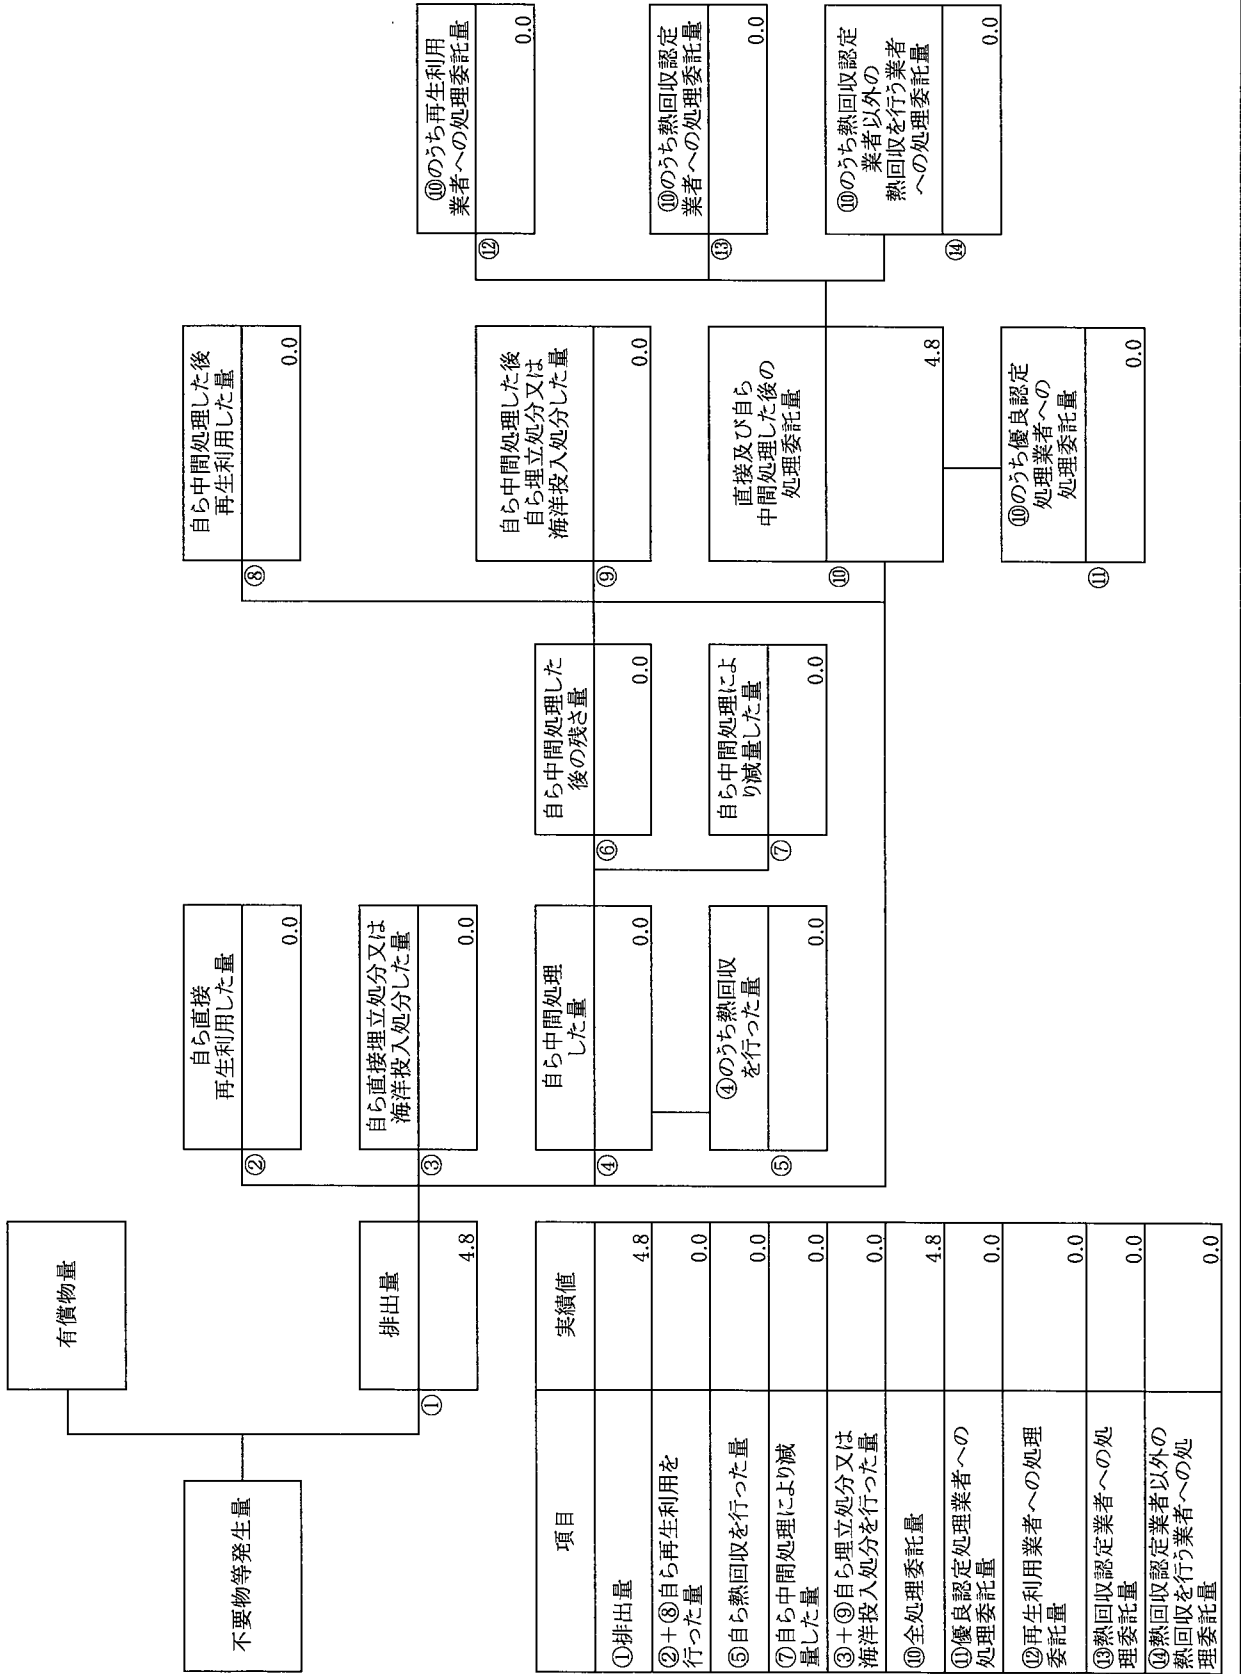 不要物等発生量
有償物量
排出量
①
4.8
自ら直接
再生利用した量
②
0.0
自ら直接埋立処分又は
海洋投入処分した量
③
0.0
自ら中間処理
した量
④
0.0
④のうち熱回収
を行った量
⑤
0.0
自ら中間処理した
後の残さ量
⑥
0.0
自ら中間処理によ
り減量した量
⑦
0.0
自ら中間処理した後
再生利用した量
⑧
0.0
自ら中間処理した後
自ら埋立処分又は
海洋投入処分した量
⑨
0.0
直接及び自ら
中間処理した後の
処理委託量
⑩
4.8
⑩のうち優良認定
処理業者への
処理委託量
⑪
0.0
⑩のうち再生利用
業者への処理委託量
⑫
0.0
⑩のうち熱回収認定
業者への処理委託量
⑬
0.0
⑩のうち熱回収認定
業者以外の
熱回収を行う業者
への処理委託量
⑭
0.0
項目 実績値
①排出量 4.8
②+⑧自ら再生利用を
行った量 0.0
⑤自ら熱回収を行った量 0.0
⑦自ら中間処理により減
量した量 0.0
③+⑨自ら埋立処分又は
海洋投入処分を行った量 0.0
⑩全処理委託量 4.8
⑪優良認定処理業者への
処理委託量 0.0
⑫再生利用業者への処理
委託量 0.0
⑬熱回収認定業者への処
理委託量 0.0
⑭熱回収認定業者以外の
熱回収を行う業者への処
理委託量 0.0